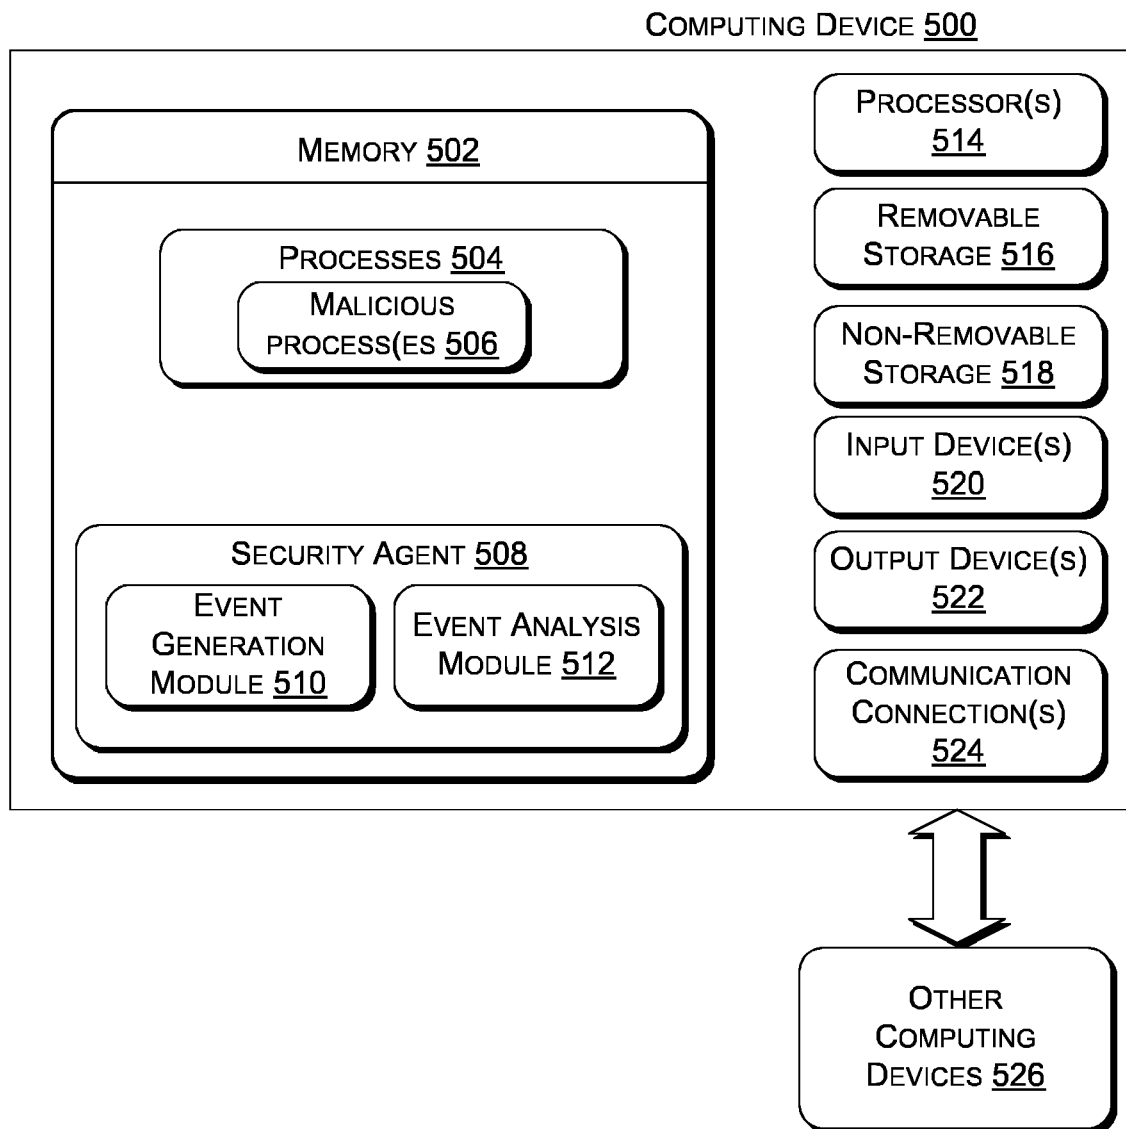 COMPUTING DEVICE 500
MEMORY 502
PROCESSES 504
MALICIOUS
PROCESS(ES 506
SECURITY AGENT 508
EVENT
GENERATION
MODULE 510
EVENT ANALYSIS
MODULE 512
PROCESSOR(S)
514
REMOVABLE
STORAGE 516
NON-REMOVABLE
STORAGE 518
INPUT DEVICE(S)
520
OUTPUT DEVICE(S)
522
COMMUNICATION
CONNECTION(S)
524
OTHER
COMPUTING
DEVICES 526